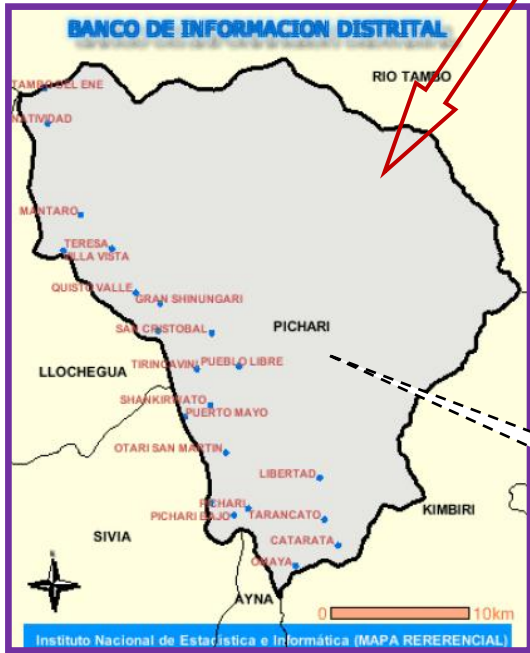 BANCO DE INFORMACION DISTRITAL
RIO TAMBO
TAMBO DEL ENE
NATIVIDAD
MANTARO
TERESA
VILLA VISTA
QUISTO VALLE
GRAN SHINUNGARI
SAN CRISTOBAL
PICHARI
TIRINCAVINI
PUEBLO LIBRE
LLOCHEGUA
SHANKIRWATO
PUERTO MAYO
OTARI SAN MARTIN
LIBERTAD
PICHARI
PICHARI BAJO
TARANCATO
KIMBIRI
SIVIA
CATARATA
OMAYA
AYNA
N
0 10km
Instituto Nacional de Estadística e Informática (MAPA RERERENCIAL)